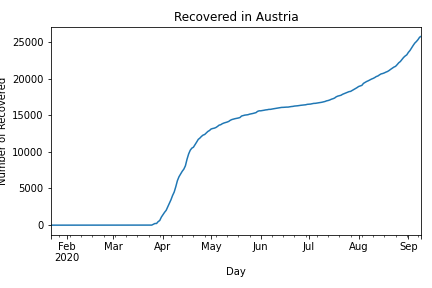 Recovered in Austria
Number of Recovered
25000
20000
15000
10000
5000
0
Feb Mar Apr May Jun Jul Aug Sep
2020
Day